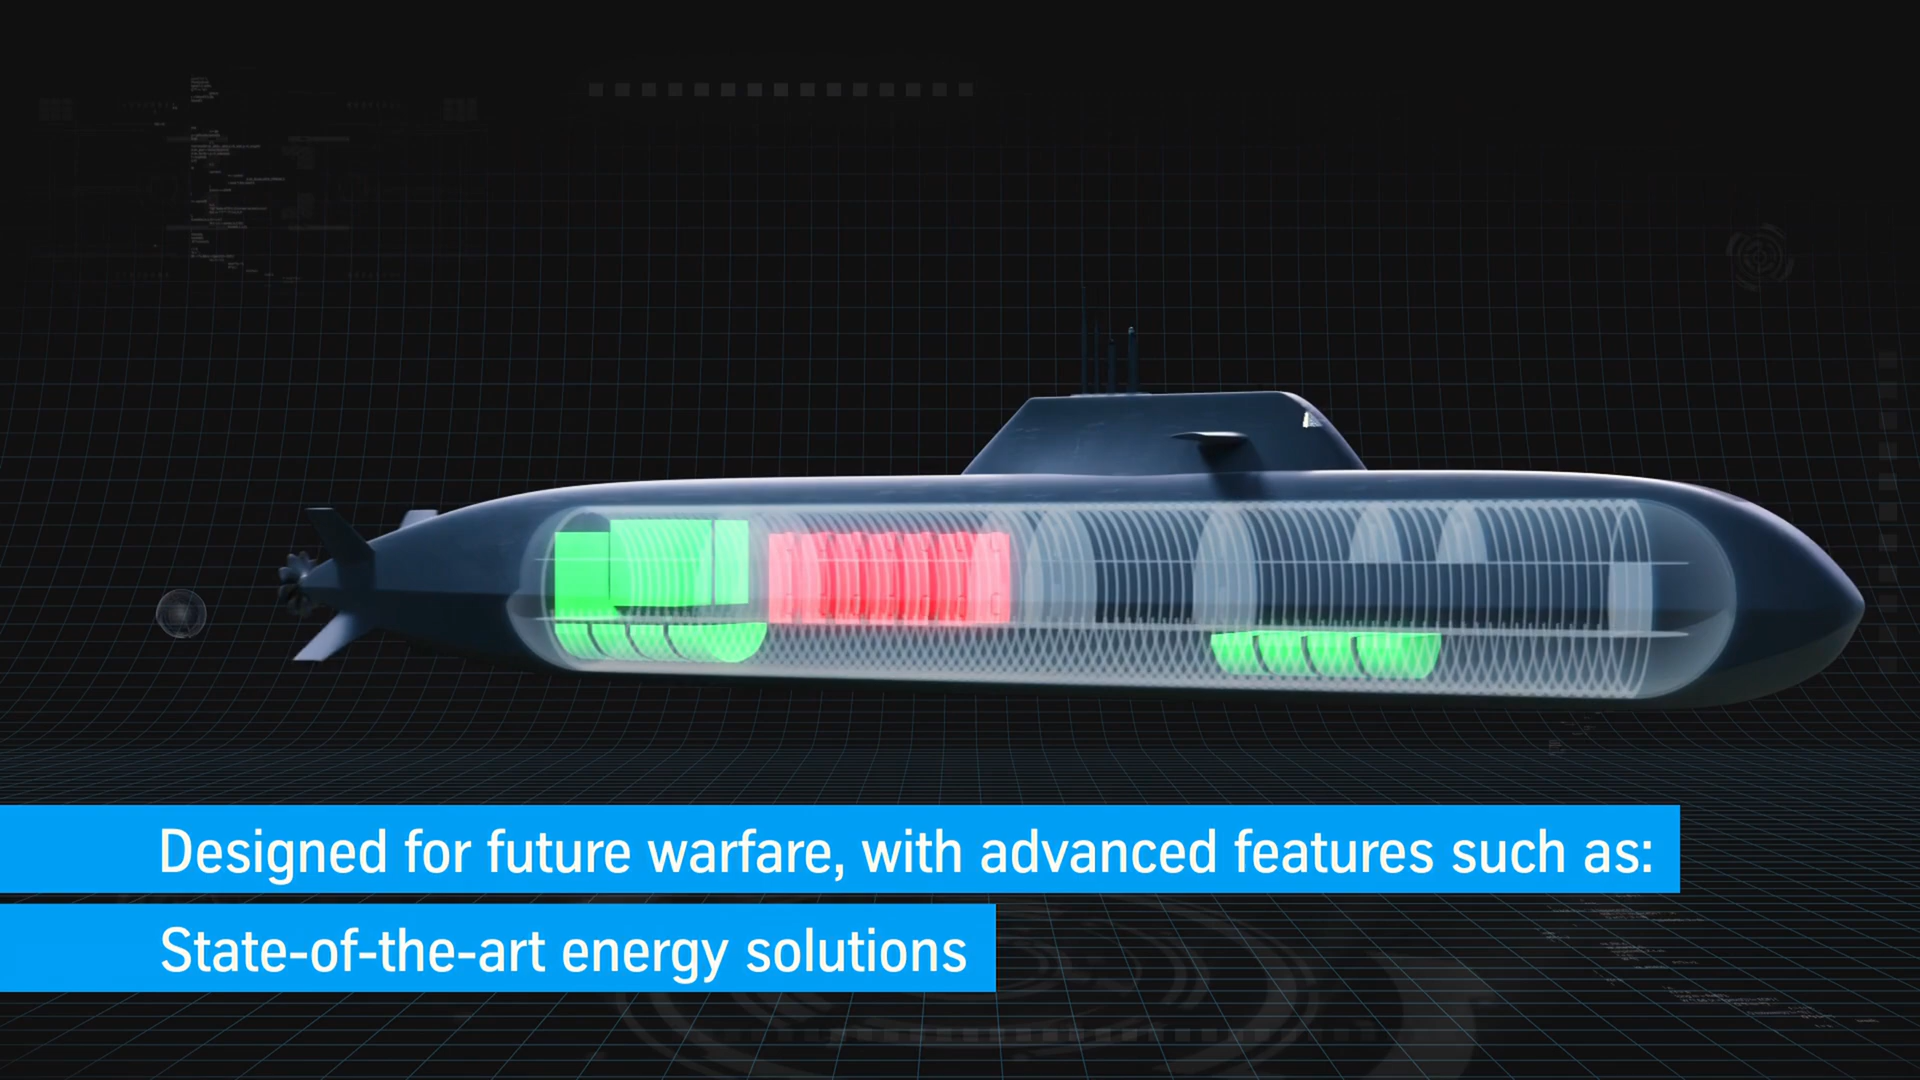 Designed for future warfare, with advanced features such as:
State-of-the-art energy solutions